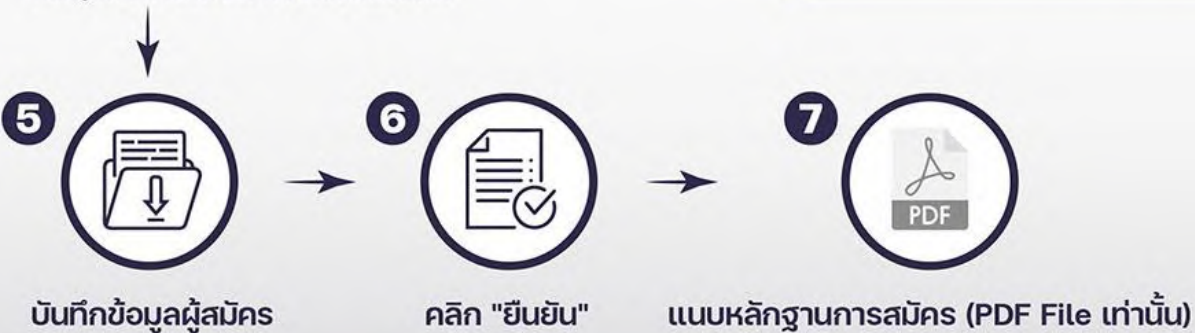 5
6
7
PDF
บันทึกข้อมูลผู้สมัคร
คลิก "ยืนยัน"
แนบหลักฐานการสมัคร (PDF File เท่านั้น)